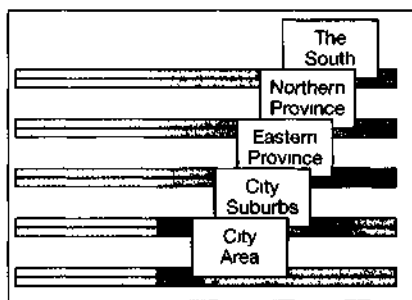 The
South
Northern
Province
Eastern
Province
City
Suburbs
City
Area